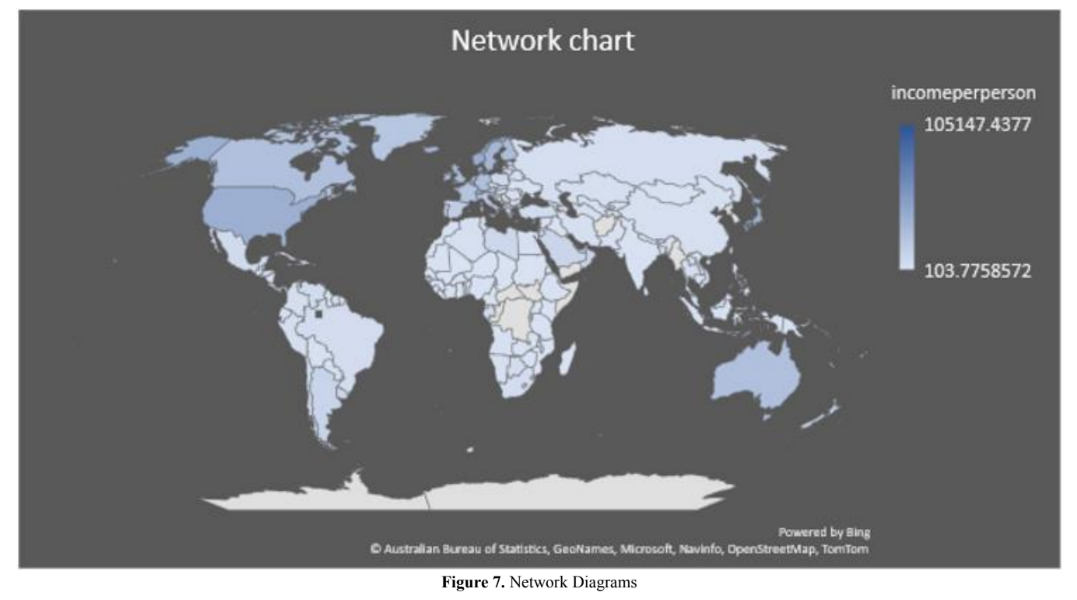 Network chart
incomeperperson
105147.4377
103.7758572
Powered by Bing
© Australian Bureau of Statistics, GeoNames, Microsoft, Navinfo, OpenStreetMap, TomTom
Figure 7. Network Diagrams